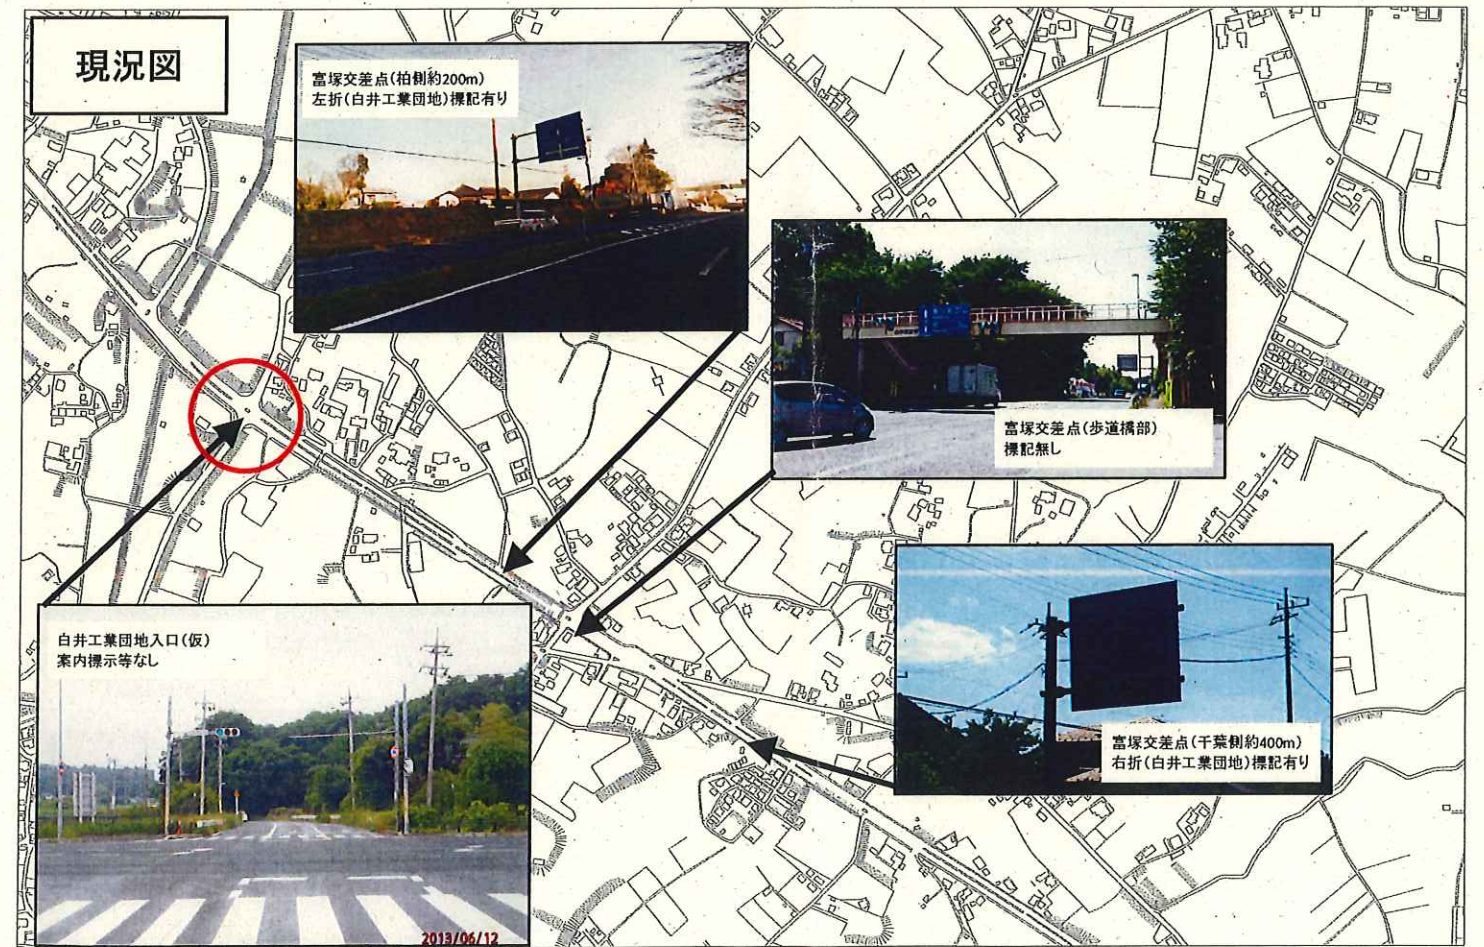 現況図
富塚交差点(柏側約200m)
左折(白井工業団地)標記有り
富塚交差点(歩道橋部)
標記無し
富塚交差点(千葉側約400m)
右折(白井工業団地)標記有り
白井工業団地入口(仮)
案内標示等なし
2013/06/12